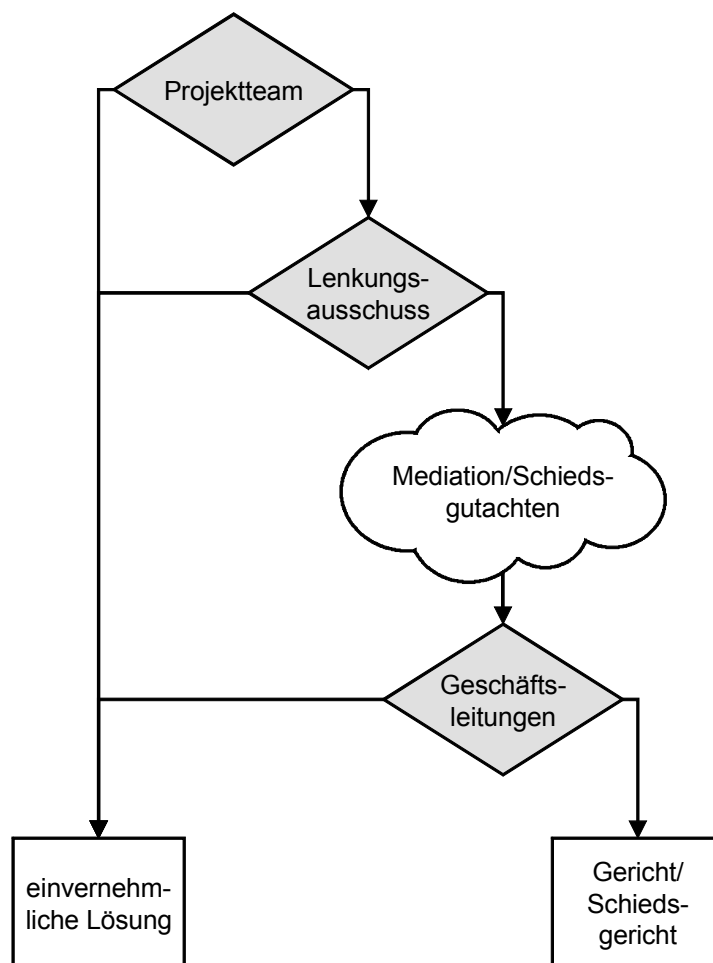 Projektteam
Lenkungs-
ausschuss
Mediation/Schieds-
gutachten
Geschäfts-
leitungen
einvernehm-
liche Lösung
Gericht/
Schieds-
gericht